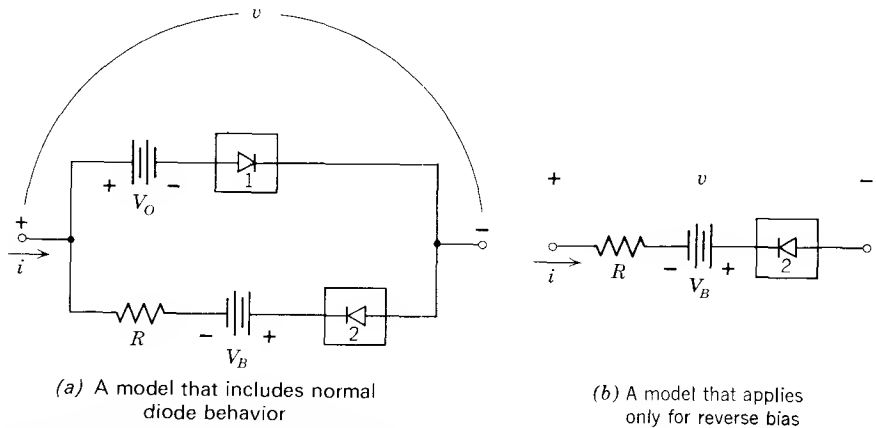 v
+ − V_O
1
+
i
−
R
− + V_B
2
(a) A model that includes normal
diode behavior
+ v −
i
R
− + V_B
2
(b) A model that applies
only for reverse bias